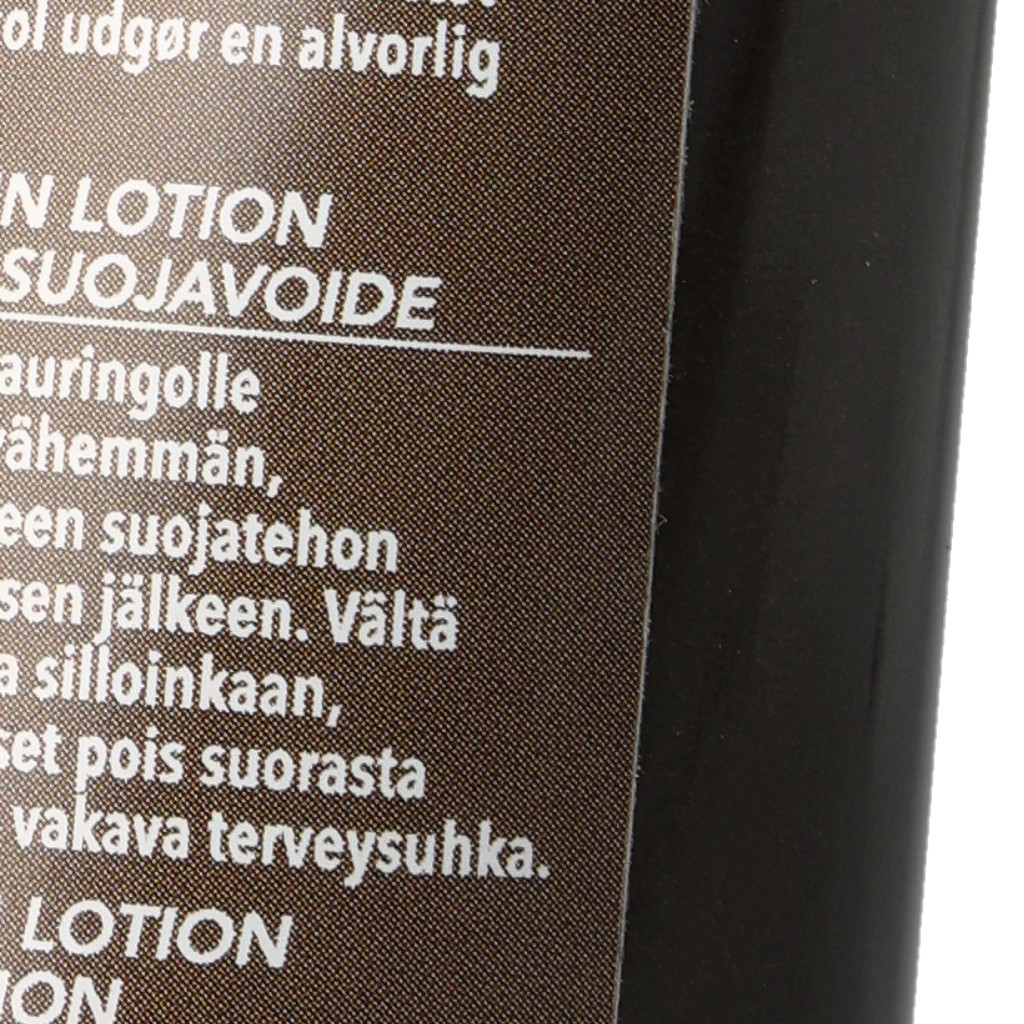 ol udgør en alvorlig
N LOTION
SUOJAVOIDE
auringolle
vähemmän,
een suojatehon
sen jälkeen. Vältä
a silloinkaan,
set pois suorasta
vakava terveysuhka.
LOTION
ION